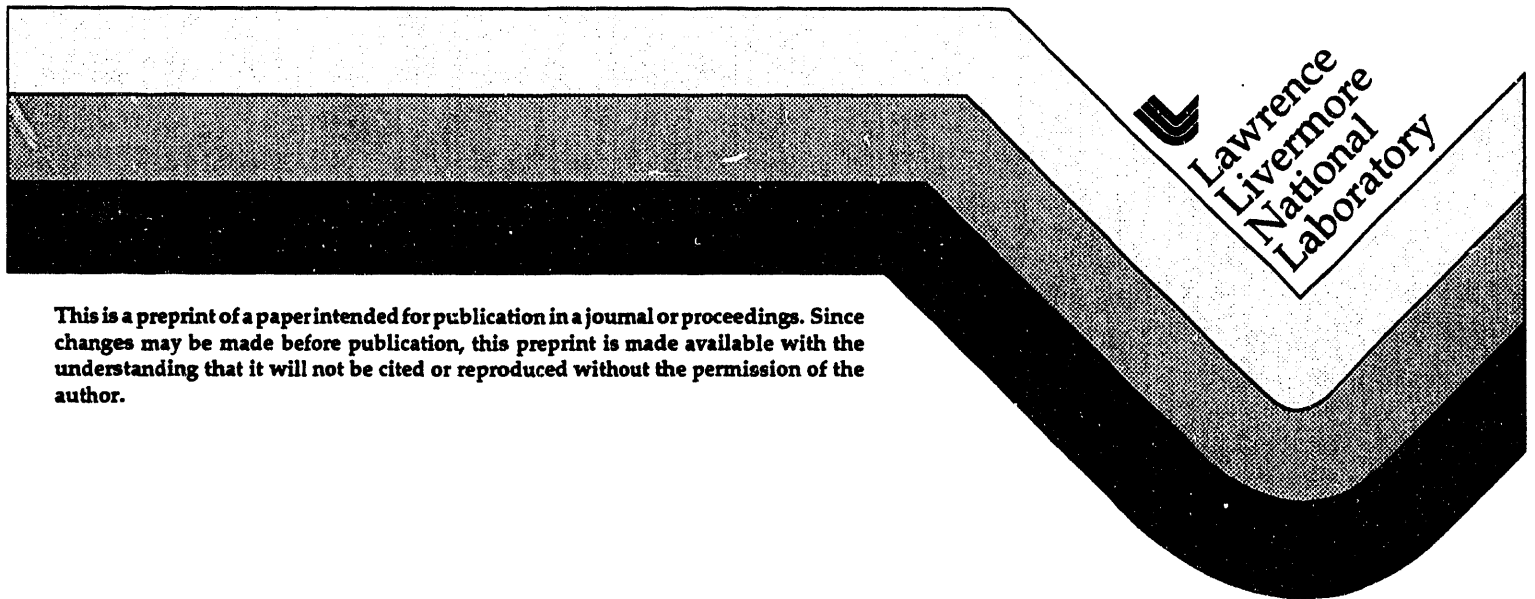 Lawrence
Livermore
National
Laboratory
This is a preprint of a paper intended for publication in a journal or proceedings. Since
changes may be made before publication, this preprint is made available with the
understanding that it will not be cited or reproduced without the permission of the
author.